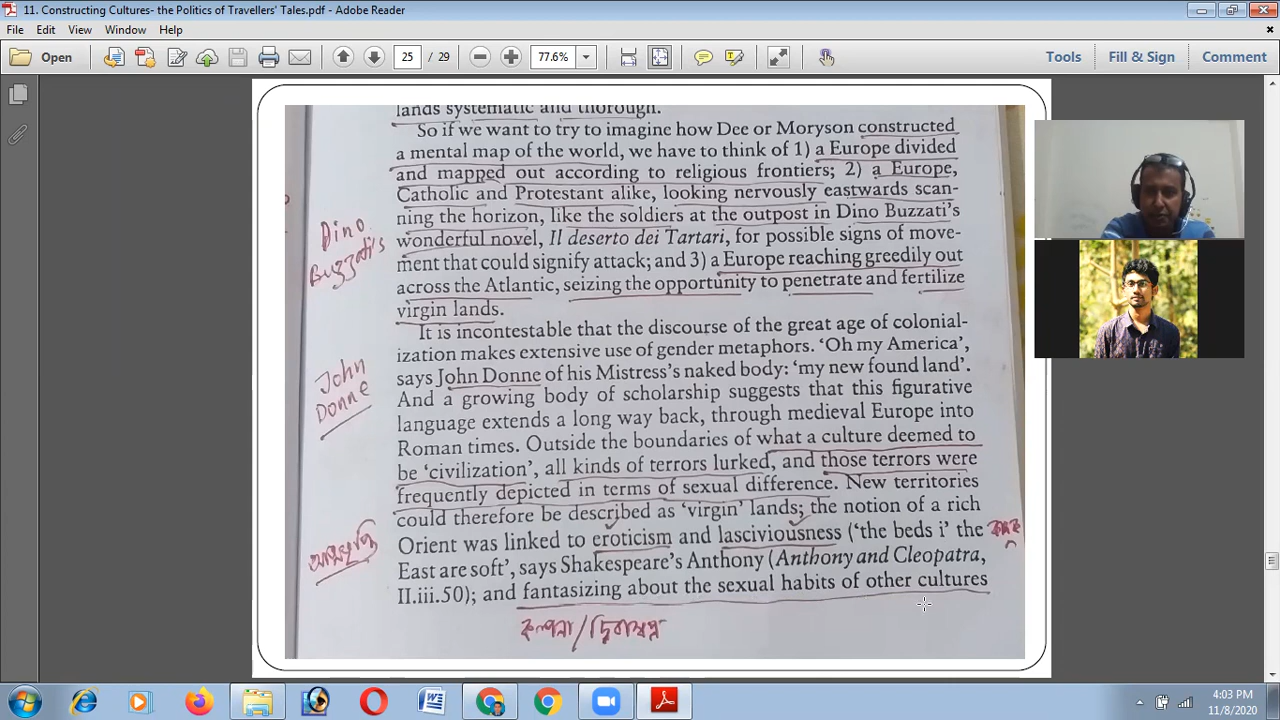 11. Constructing Cultures- the Politics of Travellers' Tales.pdf - Adobe Reader
File Edit View Window Help
Open 25 / 29 77.6% Tools Fill & Sign Comment
lands systematic and thorough.
So if we want to try to imagine how Dee or Moryson constructed
a mental map of the world, we have to think of 1) a Europe divided
and mapped out according to religious frontiers; 2) a Europe,
Catholic and Protestant alike, looking nervously eastwards scan-
ning the horizon, like the soldiers at the outpost in Dino Buzzati's
wonderful novel, Il deserto dei Tartari, for possible signs of move-
ment that could signify attack; and 3) a Europe reaching greedily out
across the Atlantic, seizing the opportunity to penetrate and fertilize
virgin lands.
Dino
Buzzati's
It is incontestable that the discourse of the great age of colonial-
ization makes extensive use of gender metaphors. 'Oh my America',
says John Donne of his Mistress's naked body: 'my new found land'.
And a growing body of scholarship suggests that this figurative
language extends a long way back, through medieval Europe into
Roman times. Outside the boundaries of what a culture deemed to
be 'civilization', all kinds of terrors lurked, and those terrors were
frequently depicted in terms of sexual difference. New territories
could therefore be described as 'virgin' lands; the notion of a rich
Orient was linked to eroticism and lasciviousness ('the beds i' the
East are soft', says Shakespeare's Anthony (Anthony and Cleopatra,
II.iii.50); and fantasizing about the sexual habits of other cultures
John
Donne
কল্পনা/দিবাস্বপ্ন
4:03 PM
11/8/2020